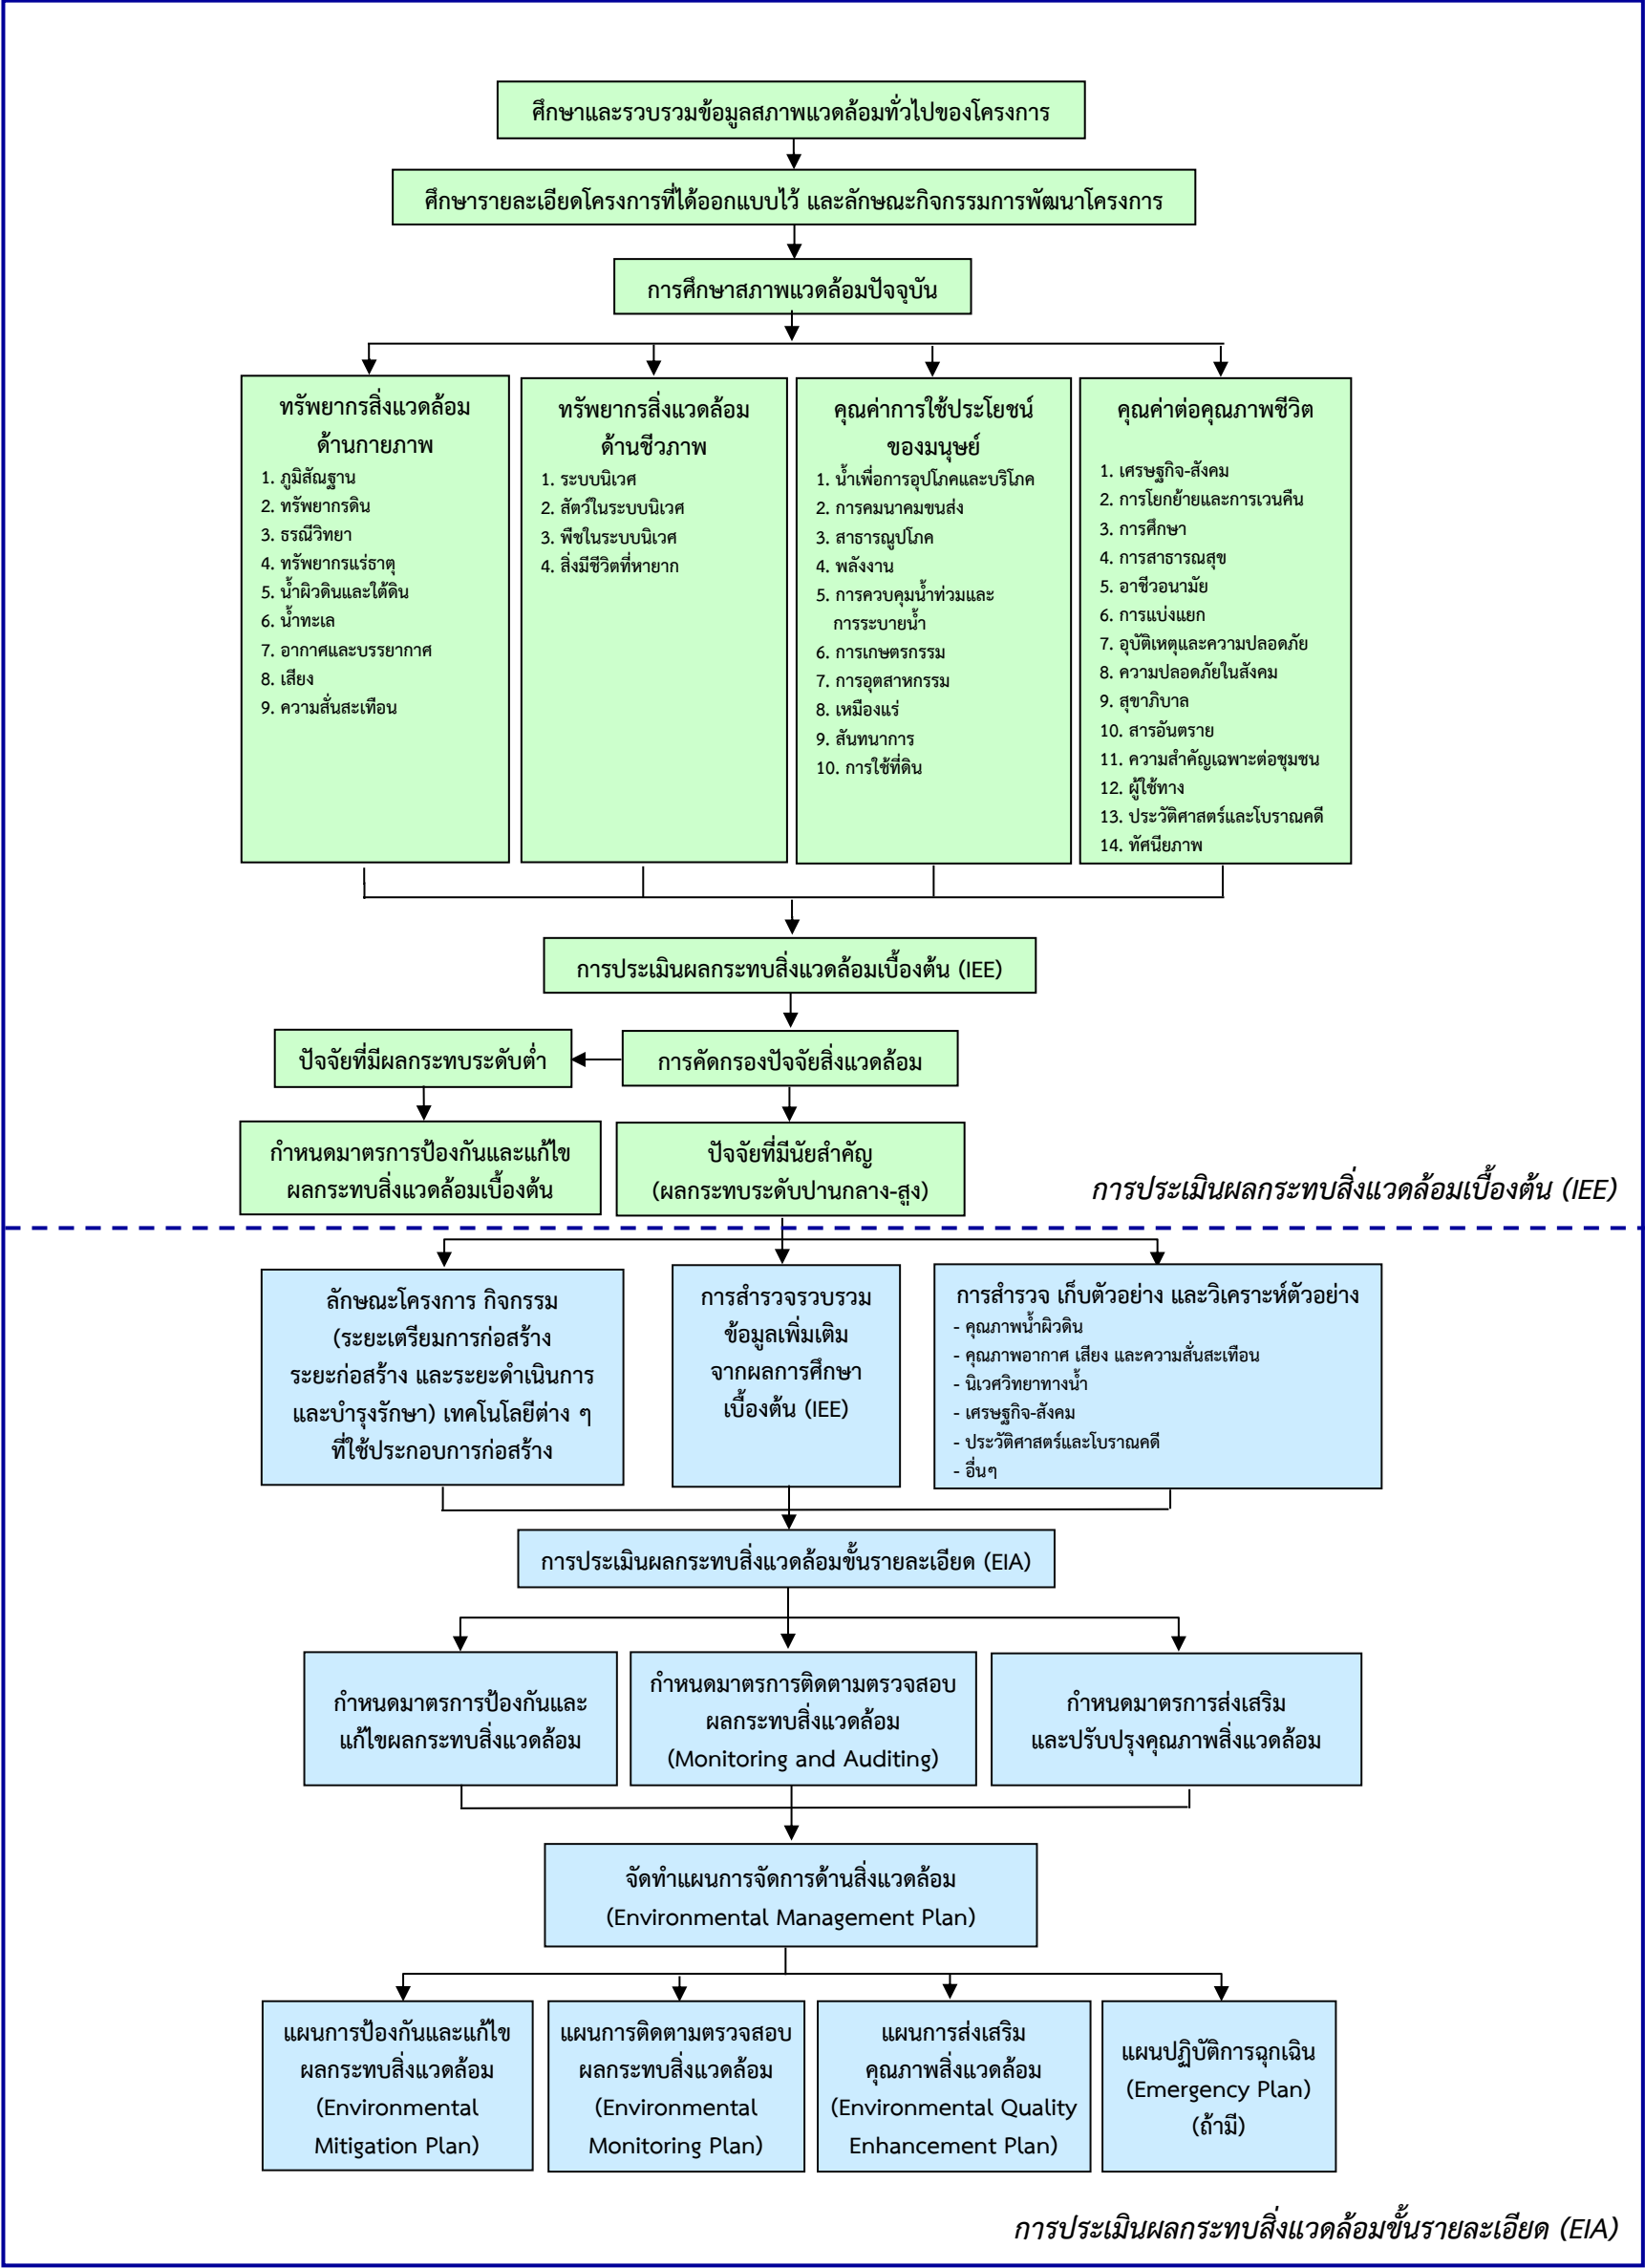 ศึกษาและรวบรวมข้อมูลสภาพแวดล้อมทั่วไปของโครงการ
ศึกษารายละเอียดโครงการที่ได้ออกแบบไว้ และลักษณะกิจกรรมการพัฒนาโครงการ
การศึกษาสภาพแวดล้อมปัจจุบัน
ทรัพยากรสิ่งแวดล้อม
ด้านกายภาพ
1. ภูมิสัณฐาน
2. ทรัพยากรดิน
3. ธรณีวิทยา
4. ทรัพยากรแร่ธาตุ
5. น้ำผิวดินและใต้ดิน
6. น้ำทะเล
7. อากาศและบรรยากาศ
8. เสียง
9. ความสั่นสะเทือน
ทรัพยากรสิ่งแวดล้อม
ด้านชีวภาพ
1. ระบบนิเวศ
2. สัตว์ในระบบนิเวศ
3. พืชในระบบนิเวศ
4. สิ่งมีชีวิตที่หายาก
คุณค่าการใช้ประโยชน์
ของมนุษย์
1. น้ำเพื่อการอุปโภคและบริโภค
2. การคมนาคมขนส่ง
3. สาธารณูปโภค
4. พลังงาน
5. การควบคุมน้ำท่วมและ
การระบายน้ำ
6. การเกษตรกรรม
7. การอุตสาหกรรม
8. เหมืองแร่
9. สันทนาการ
10. การใช้ที่ดิน
คุณค่าต่อคุณภาพชีวิต
1. เศรษฐกิจ-สังคม
2. การโยกย้ายและการเวนคืน
3. การศึกษา
4. การสาธารณสุข
5. อาชีวอนามัย
6. การแบ่งแยก
7. อุบัติเหตุและความปลอดภัย
8. ความปลอดภัยในสังคม
9. สุขาภิบาล
10. สารอันตราย
11. ความสำคัญเฉพาะต่อชุมชน
12. ผู้ใช้ทาง
13. ประวัติศาสตร์และโบราณคดี
14. ทัศนียภาพ
การประเมินผลกระทบสิ่งแวดล้อมเบื้องต้น (IEE)
ปัจจัยที่มีผลกระทบระดับต่ำ
การคัดกรองปัจจัยสิ่งแวดล้อม
กำหนดมาตรการป้องกันและแก้ไข
ผลกระทบสิ่งแวดล้อมเบื้องต้น
ปัจจัยที่มีนัยสำคัญ
(ผลกระทบระดับปานกลาง-สูง)
การประเมินผลกระทบสิ่งแวดล้อมเบื้องต้น (IEE)
ลักษณะโครงการ กิจกรรม
(ระยะเตรียมการก่อสร้าง
ระยะก่อสร้าง และระยะดำเนินการ
และบำรุงรักษา) เทคโนโลยีต่าง ๆ
ที่ใช้ประกอบการก่อสร้าง
การสำรวจรวบรวม
ข้อมูลเพิ่มเติม
จากผลการศึกษา
เบื้องต้น (IEE)
การสำรวจ เก็บตัวอย่าง และวิเคราะห์ตัวอย่าง
- คุณภาพน้ำผิวดิน
- คุณภาพอากาศ เสียง และความสั่นสะเทือน
- นิเวศวิทยาทางน้ำ
- เศรษฐกิจ-สังคม
- ประวัติศาสตร์และโบราณคดี
- อื่นๆ
การประเมินผลกระทบสิ่งแวดล้อมขั้นรายละเอียด (EIA)
กำหนดมาตรการป้องกันและ
แก้ไขผลกระทบสิ่งแวดล้อม
กำหนดมาตรการติดตามตรวจสอบ
ผลกระทบสิ่งแวดล้อม
(Monitoring and Auditing)
กำหนดมาตรการส่งเสริม
และปรับปรุงคุณภาพสิ่งแวดล้อม
จัดทำแผนการจัดการด้านสิ่งแวดล้อม
(Environmental Management Plan)
แผนการป้องกันและแก้ไข
ผลกระทบสิ่งแวดล้อม
(Environmental
Mitigation Plan)
แผนการติดตามตรวจสอบ
ผลกระทบสิ่งแวดล้อม
(Environmental
Monitoring Plan)
แผนการส่งเสริม
คุณภาพสิ่งแวดล้อม
(Environmental Quality
Enhancement Plan)
แผนปฏิบัติการฉุกเฉิน
(Emergency Plan)
(ถ้ามี)
การประเมินผลกระทบสิ่งแวดล้อมขั้นรายละเอียด (EIA)